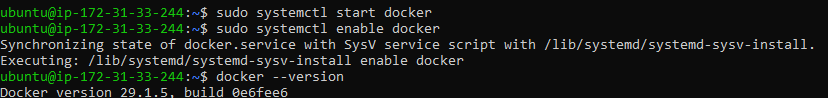 ubuntu@ip-172-31-33-244:~$ sudo systemctl start docker
ubuntu@ip-172-31-33-244:~$ sudo systemctl enable docker
Synchronizing state of docker.service with SysV service script with /lib/systemd/systemd-sysv-install.
Executing: /lib/systemd/systemd-sysv-install enable docker
ubuntu@ip-172-31-33-244:~$ docker --version
Docker version 29.1.5, build 0e6fee6